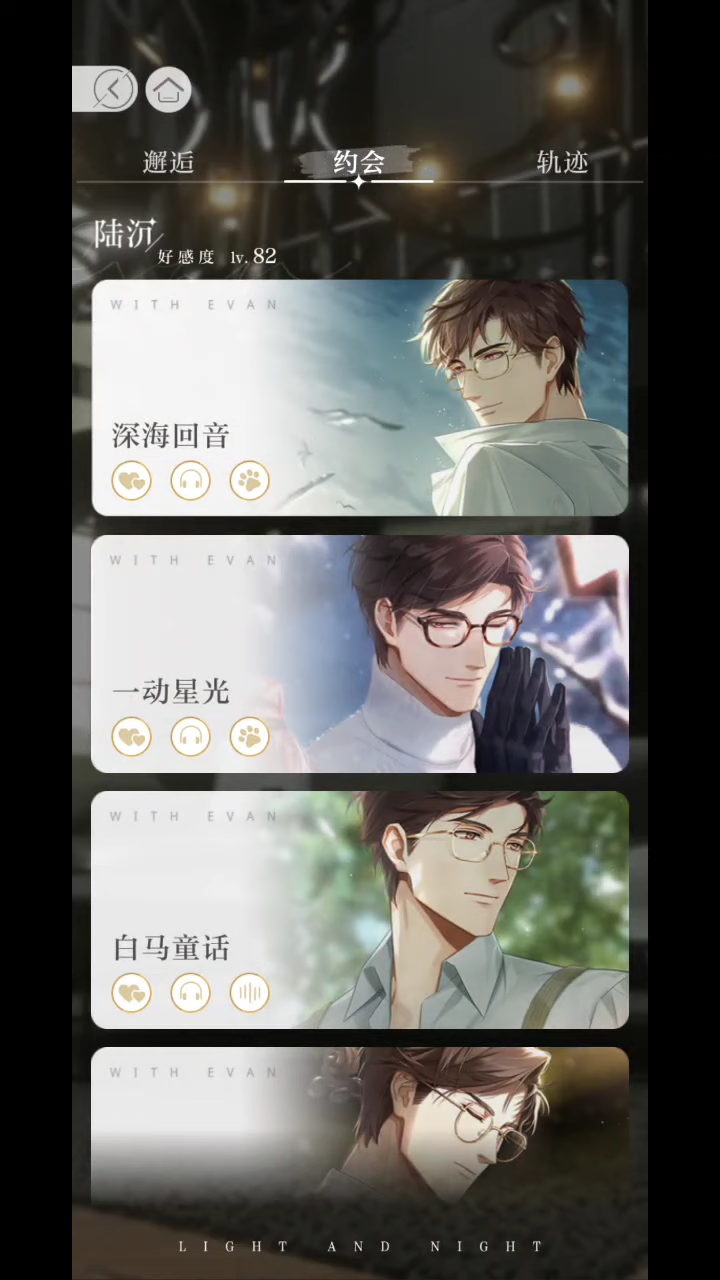 邂逅 约会 轨迹
陆沉
好感度 lv. 82
WITH EVAN
深海回音
WITH EVAN
一动星光
WITH EVAN
白马童话
WITH EVAN
LIGHT AND NIGHT